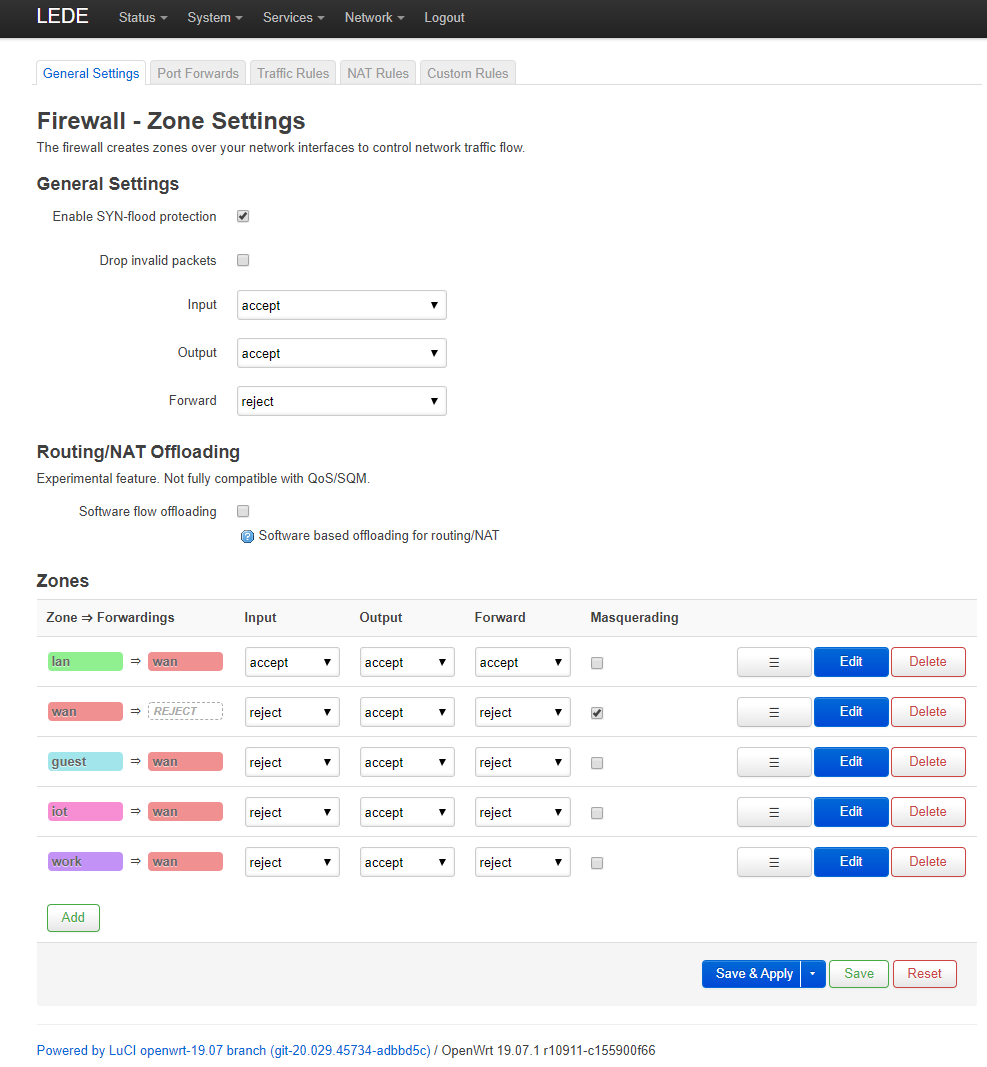 LEDE Status System Services Network Logout
General Settings Port Forwards Traffic Rules NAT Rules Custom Rules
Firewall - Zone Settings
The firewall creates zones over your network interfaces to control network traffic flow.
General Settings
Enable SYN-flood protection
Drop invalid packets
Input accept
Output accept
Forward reject
Routing/NAT Offloading
Experimental feature. Not fully compatible with QoS/SQM.
Software flow offloading
Software based offloading for routing/NAT
Zones
Zone ⇒ Forwardings Input Output Forward Masquerading
lan ⇒ wan accept accept accept ☰ Edit Delete
wan ⇒ REJECT reject accept reject ☰ Edit Delete
guest ⇒ wan reject accept reject ☰ Edit Delete
iot ⇒ wan reject accept reject ☰ Edit Delete
work ⇒ wan reject accept reject ☰ Edit Delete
Add
Save & Apply Save Reset
Powered by LuCI openwrt-19.07 branch (git-20.029.45734-adbbd5c) / OpenWrt 19.07.1 r10911-c155900f66